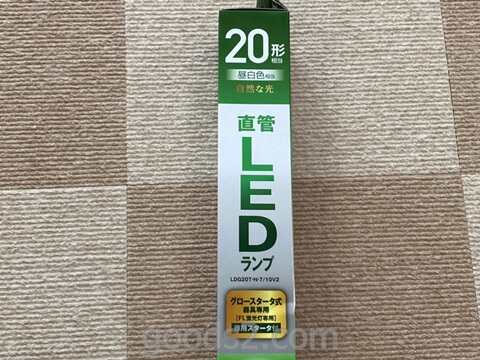 20形
相当
昼白色相当
自然な光
直管
LED
ランプ
LDG20T・N・7/10V2
グロースタータ式
器具専用
[FL蛍光灯専用]
専用スタータ付
goods2.com